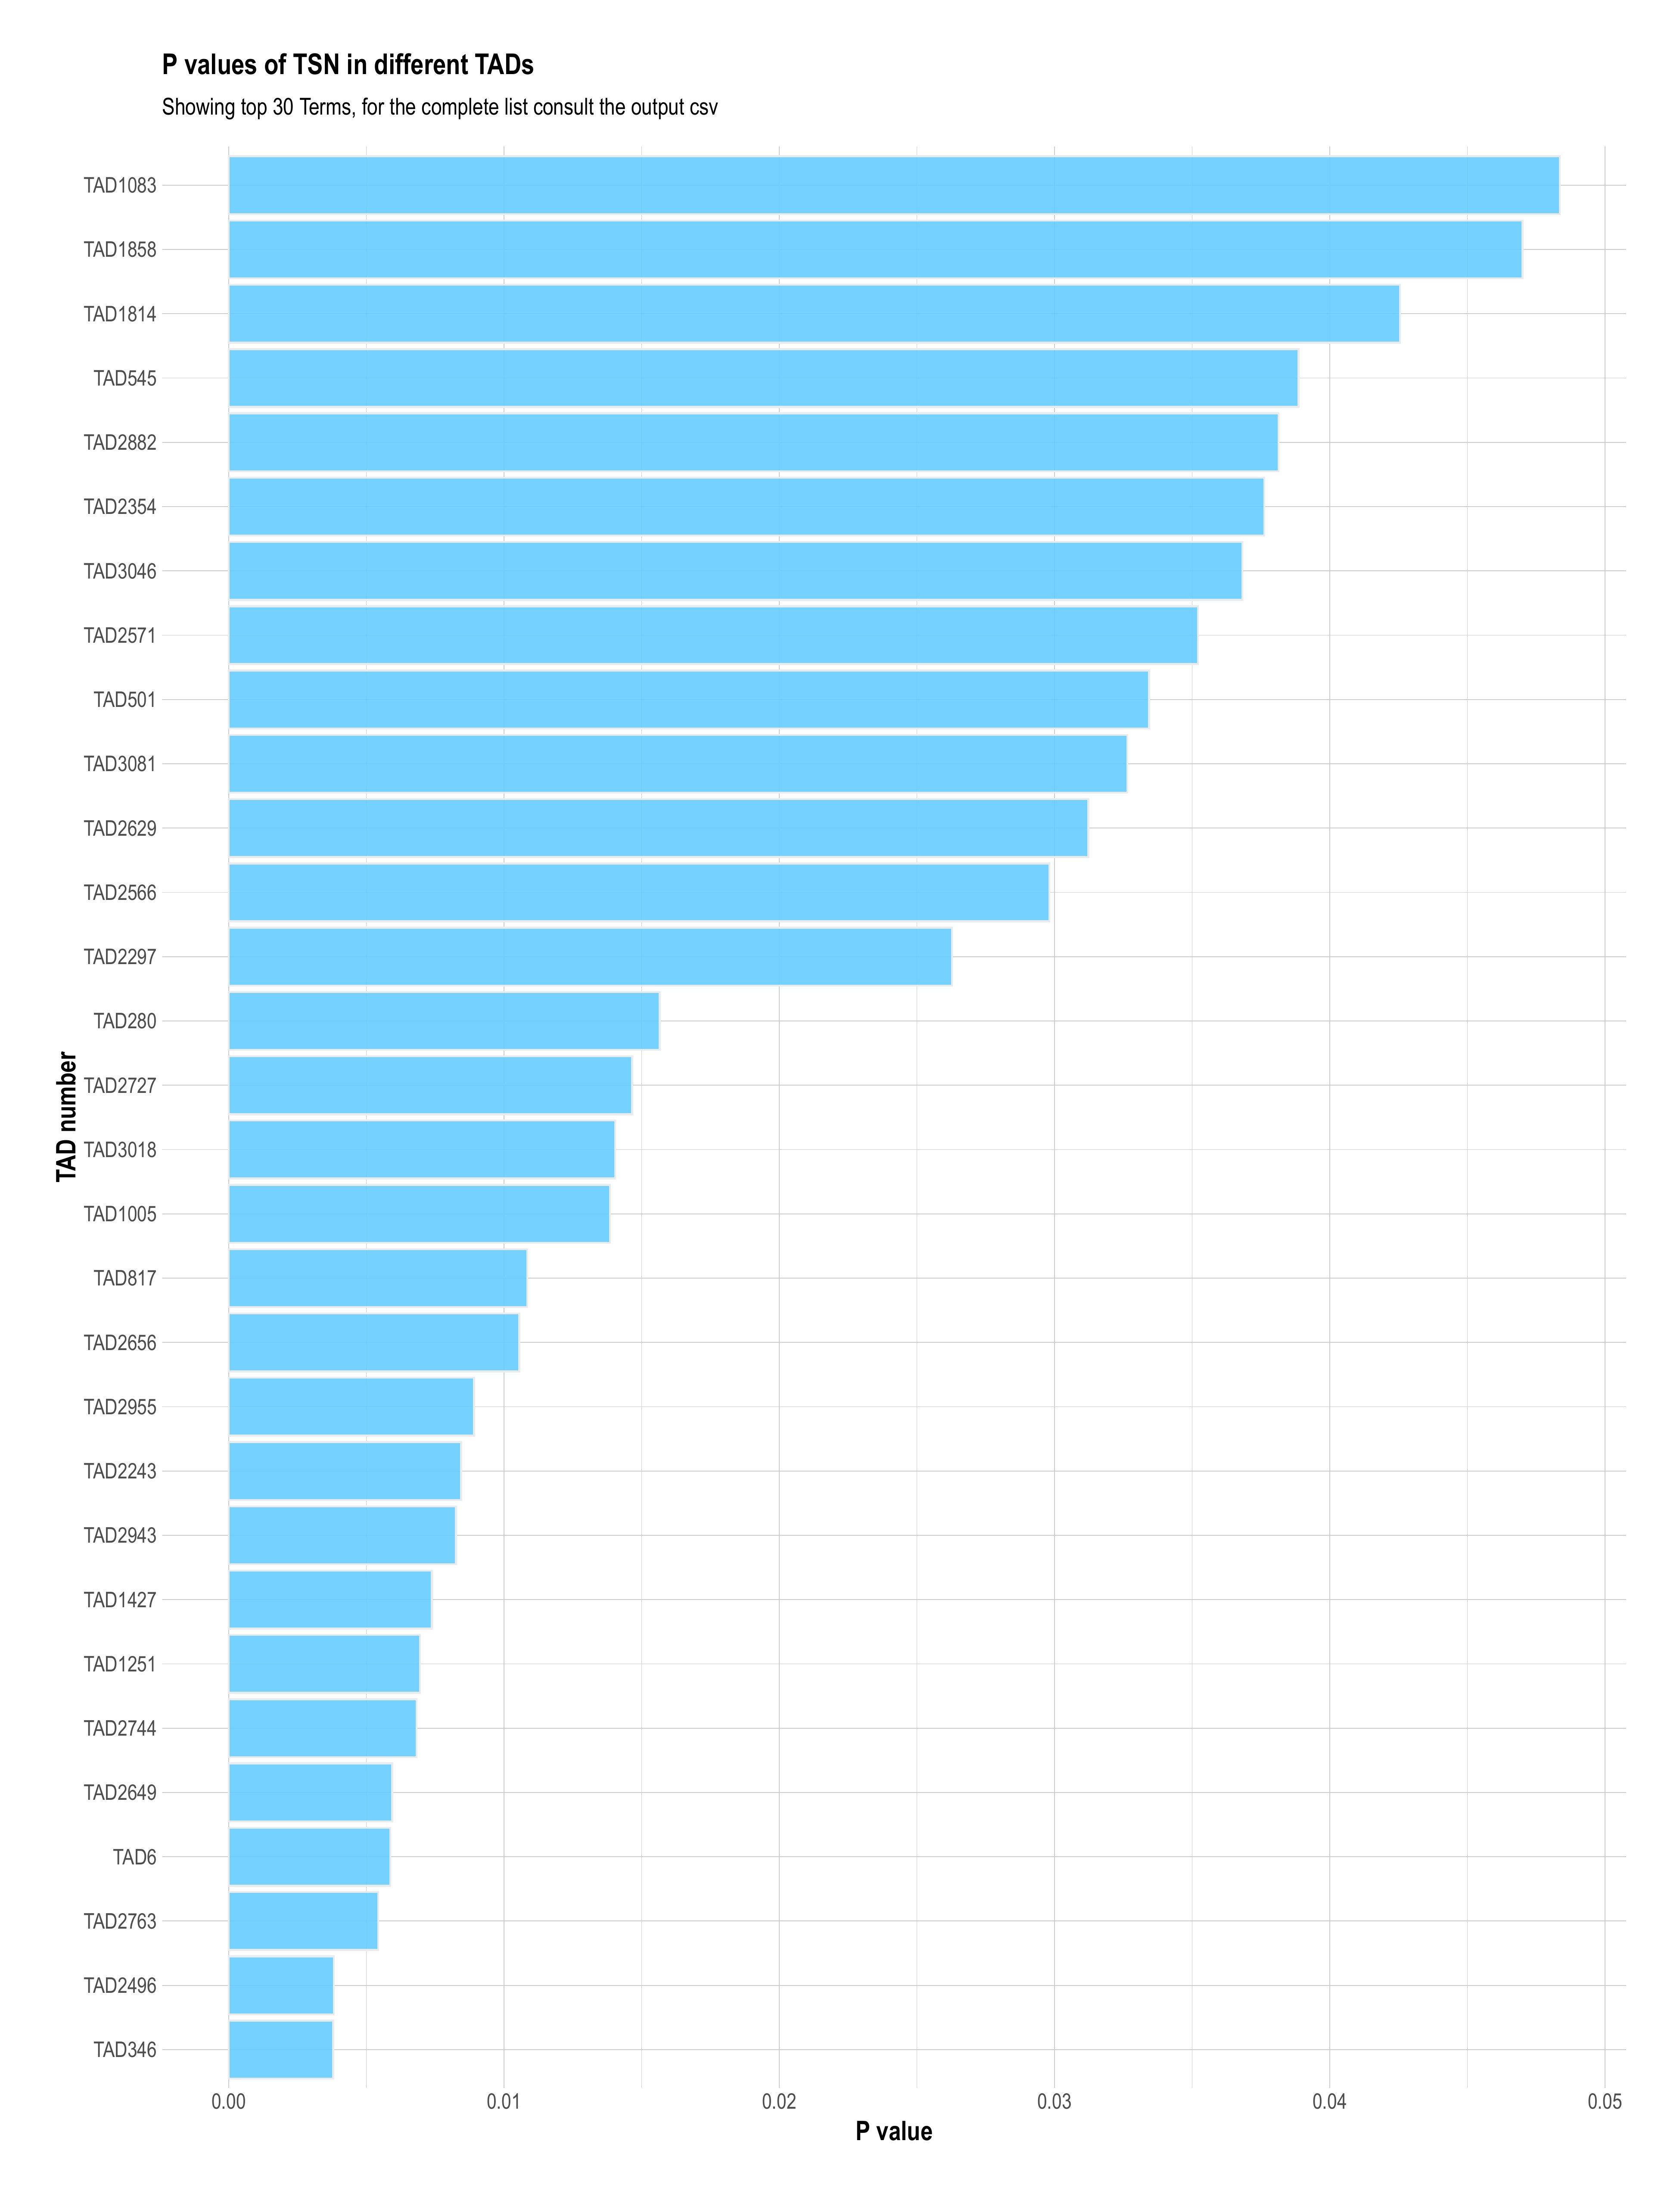 P values of TSN in different TADs
Showing top 30 Terms, for the complete list consult the output csv
TAD1083
TAD1858
TAD1814
TAD545
TAD2882
TAD2354
TAD3046
TAD2571
TAD501
TAD3081
TAD2629
TAD2566
TAD2297
TAD280
TAD2727
TAD3018
TAD1005
TAD817
TAD2656
TAD2955
TAD2243
TAD2943
TAD1427
TAD1251
TAD2744
TAD2649
TAD6
TAD2763
TAD2496
TAD346
TAD number
0.00 0.01 0.02 0.03 0.04 0.05
P value